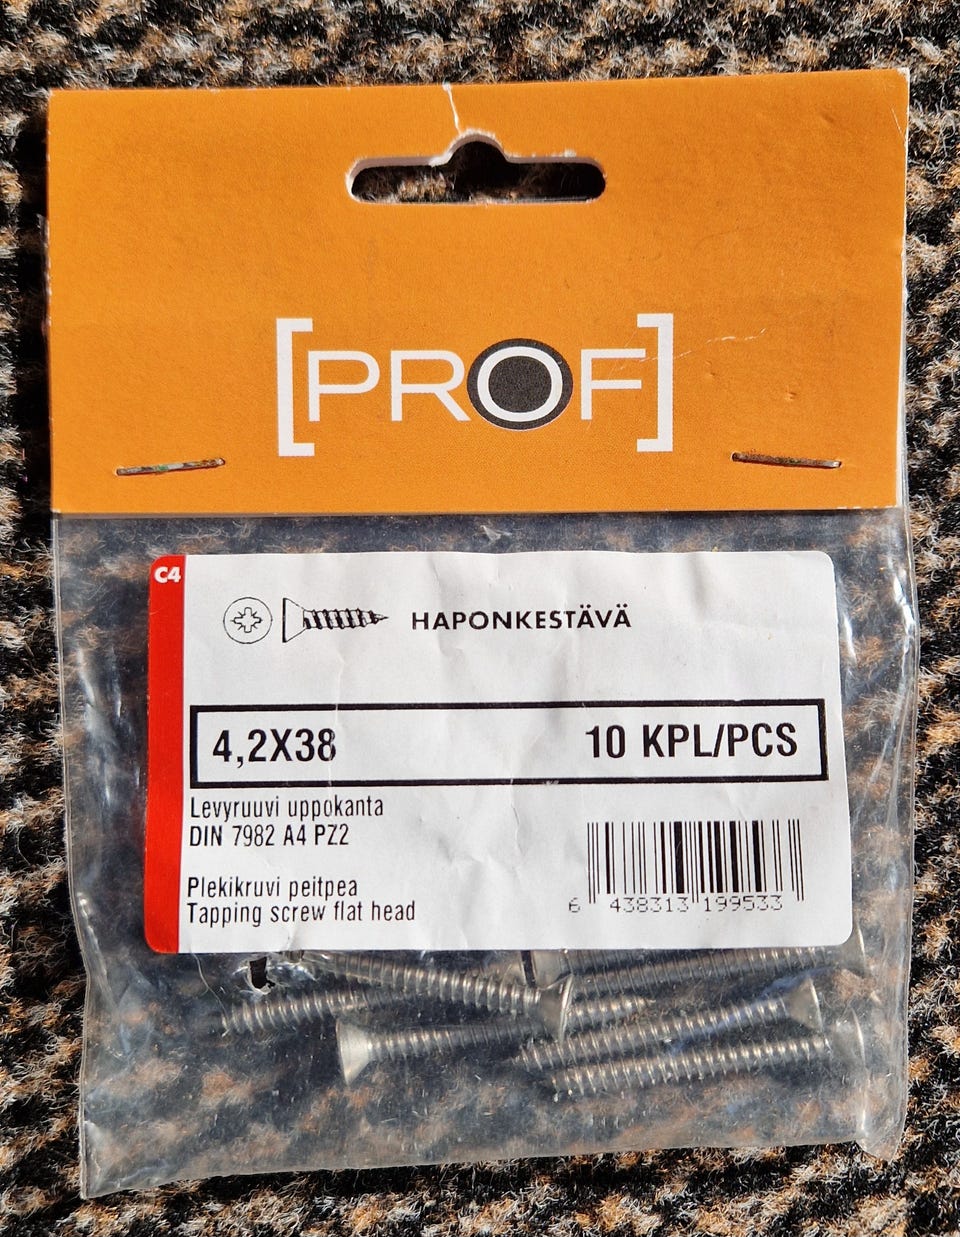 [PROF]
C4
HAPONKESTÄVÄ
4,2X38 10 KPL/PCS
Levyruuvi uppokanta
DIN 7982 A4 PZ2
Plekikruvi peitpea
Tapping screw flat head
6 438313 199533